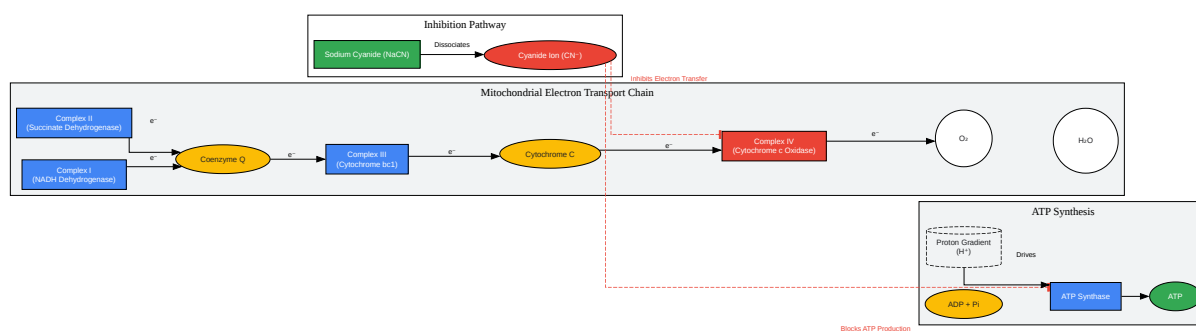 Inhibition Pathway
Sodium Cyanide (NaCN)
Dissociates
Cyanide Ion (CN⁻)
Inhibits Electron Transfer
Mitochondrial Electron Transport Chain
Complex II
(Succinate Dehydrogenase)
e⁻
Complex I
(NADH Dehydrogenase)
e⁻
Coenzyme Q
e⁻
Complex III
(Cytochrome bc1)
e⁻
Cytochrome C
e⁻
Complex IV
(Cytochrome c Oxidase)
e⁻
O₂
H₂O
ATP Synthesis
Proton Gradient
(H⁺)
Drives
ADP + Pi
ATP Synthase
ATP
Blocks ATP Production